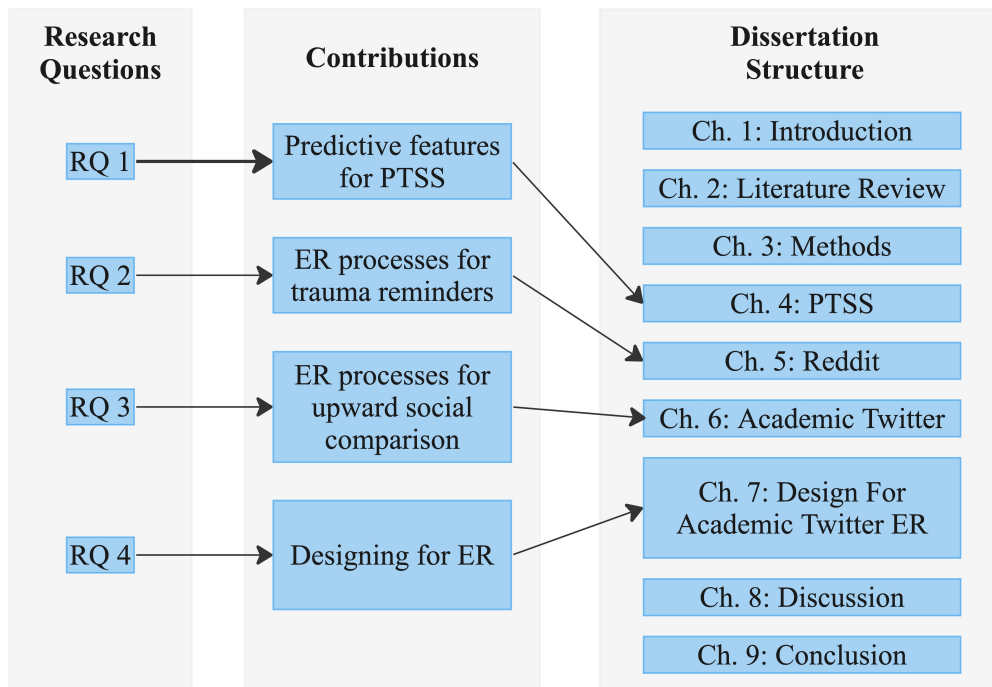 Research
Questions
RQ 1
RQ 2
RQ 3
RQ 4
Contributions
Predictive features
for PTSS
ER processes for
trauma reminders
ER processes for
upward social
comparison
Designing for ER
Dissertation
Structure
Ch. 1: Introduction
Ch. 2: Literature Review
Ch. 3: Methods
Ch. 4: PTSS
Ch. 5: Reddit
Ch. 6: Academic Twitter
Ch. 7: Design For
Academic Twitter ER
Ch. 8: Discussion
Ch. 9: Conclusion